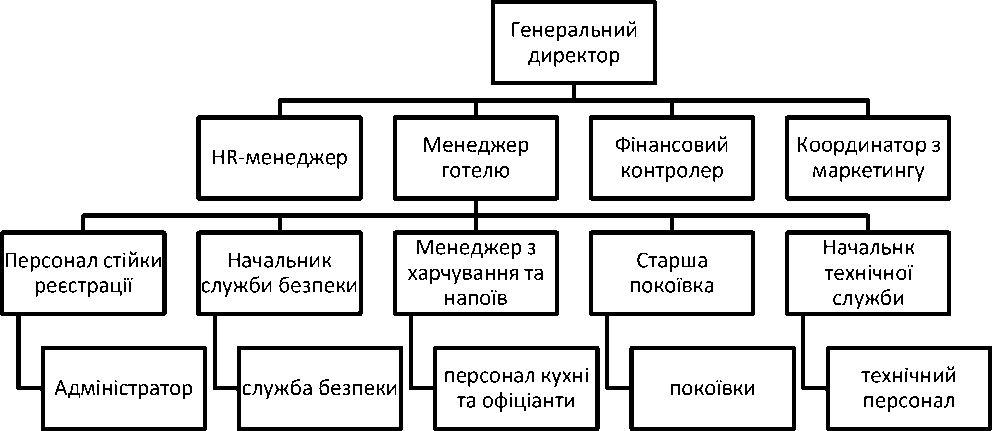 Генеральний
директор
HR-менеджер
Менеджер
готелю
Фінансовий
контролер
Координатор з
маркетингу
Персонал стійки
реєстрації
Начальник
служби безпеки
Менеджер з
харчування та
напоїв
Старша
покоївка
Начальнк
технічної
служби
Адміністратор
служба безпеки
персонал кухні
та офіціанти
покоївки
технічний
персонал